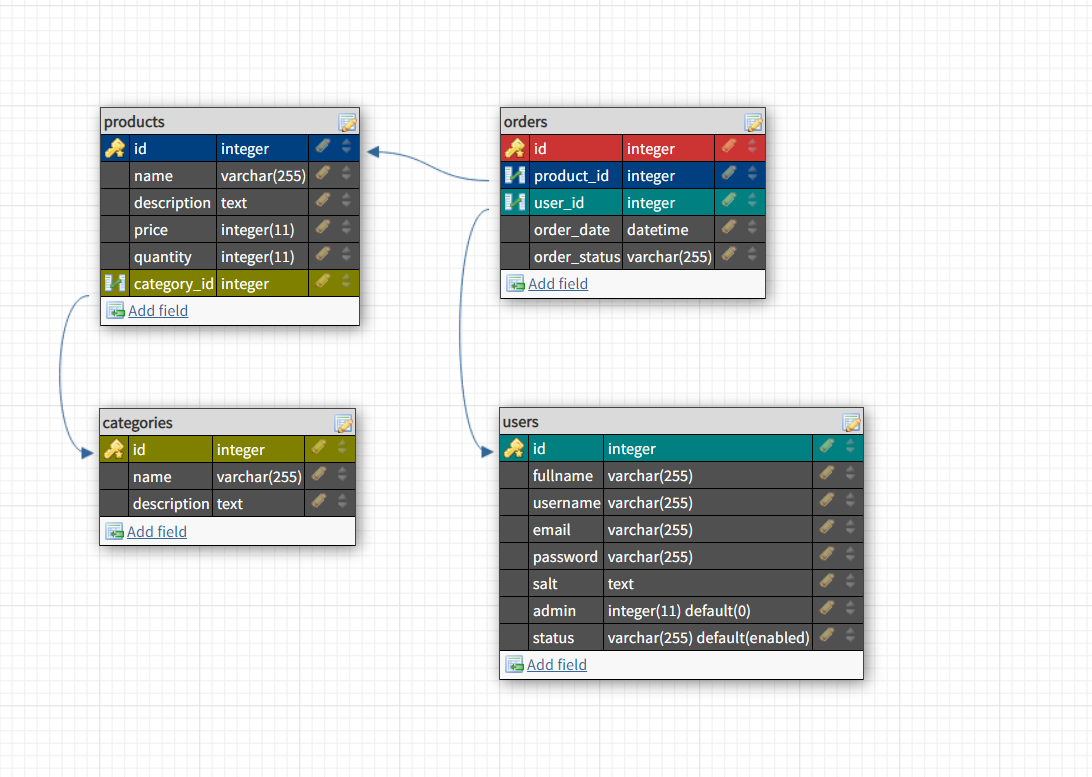 products
id integer
name varchar(255)
description text
price integer(11)
quantity integer(11)
category_id integer
Add field
orders
id integer
product_id integer
user_id integer
order_date datetime
order_status varchar(255)
Add field
categories
id integer
name varchar(255)
description text
Add field
users
id integer
fullname varchar(255)
username varchar(255)
email varchar(255)
password varchar(255)
salt text
admin integer(11) default(0)
status varchar(255) default(enabled)
Add field